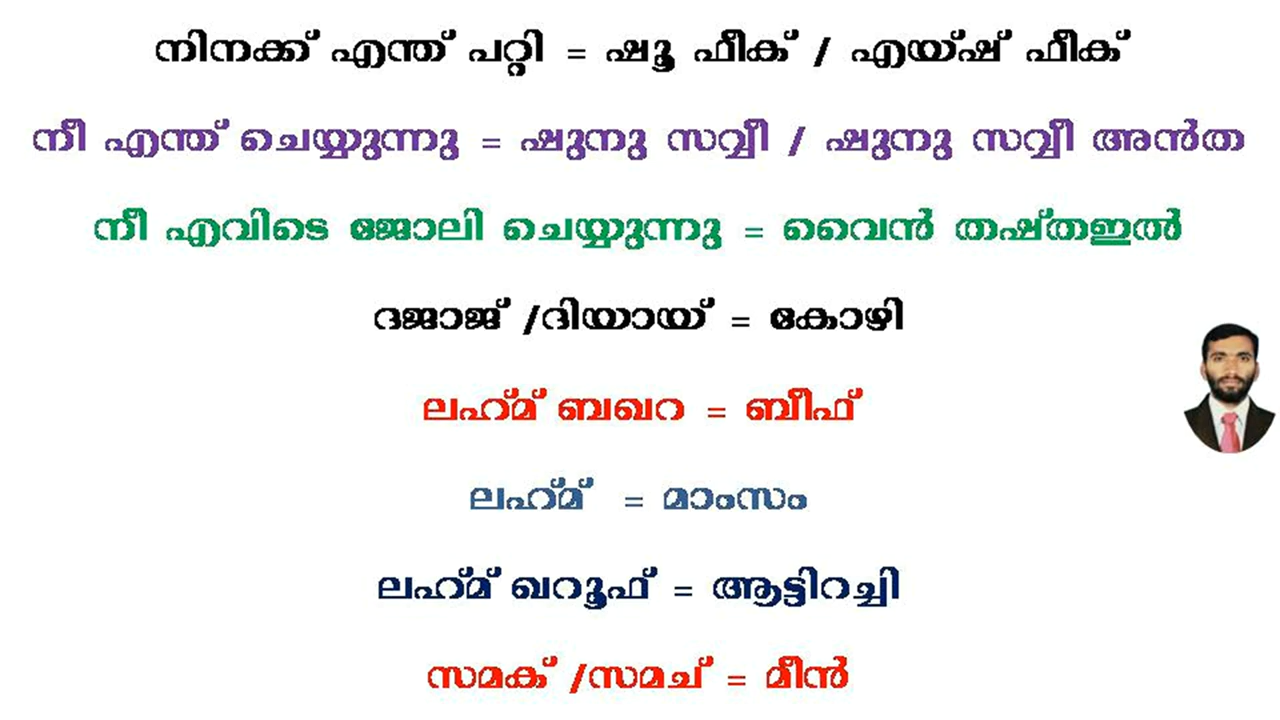 നിനക്ക് എന്ത് പറ്റി = ഷൂ ഫീക് / എയ്ഷ് ഫീക്
നീ എന്ത് ചെയ്യുന്നു = ഷുനു സവ്വീ / ഷുനു സവ്വീ അൻത
നീ എവിടെ ജോലി ചെയ്യുന്നു = വൈൻ തഷ്തഇൽ
ദജാജ് /ദിയായ് = കോഴി
ലഹ്മ് ബഖറ = ബീഫ്
ലഹ്മ് = മാംസം
ലഹ്മ് ഖറൂഫ് = ആട്ടിറച്ചി
സമക് /സമച് = മീൻ